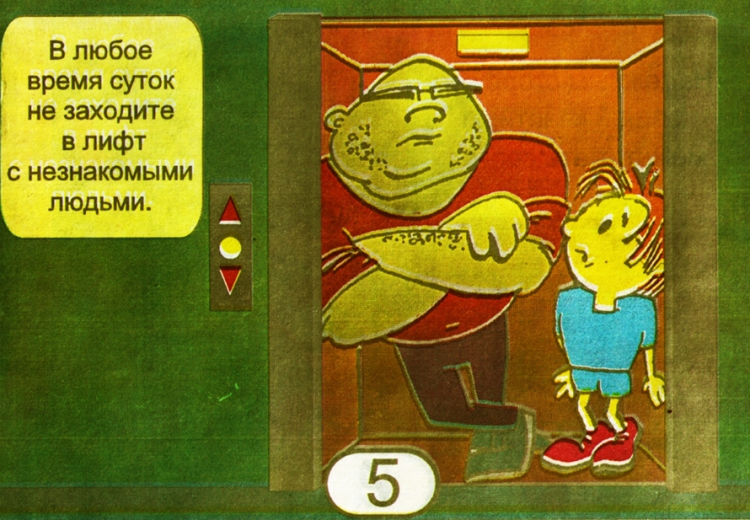 В любое
время суток
не заходите
в лифт
с незнакомыми
людьми.
5